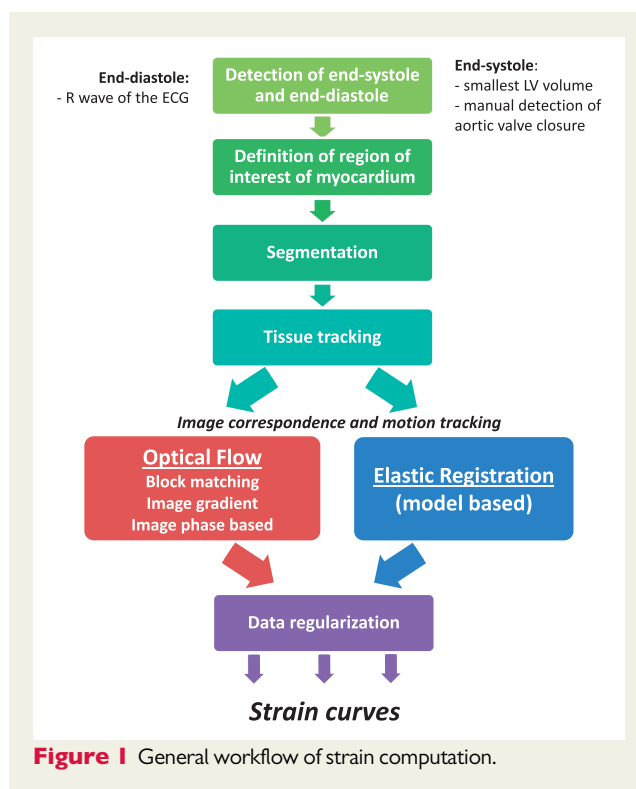 End-diastole:
- R wave of the ECG
Detection of end-systole
and end-diastole
End-systole:
- smallest LV volume
- manual detection of
aortic valve closure
Definition of region of
interest of myocardium
Segmentation
Tissue tracking
Image correspondence and motion tracking
Optical Flow
Block matching
Image gradient
Image phase based
Elastic Registration
(model based)
Data regularization
Strain curves
Figure 1 General workflow of strain computation.